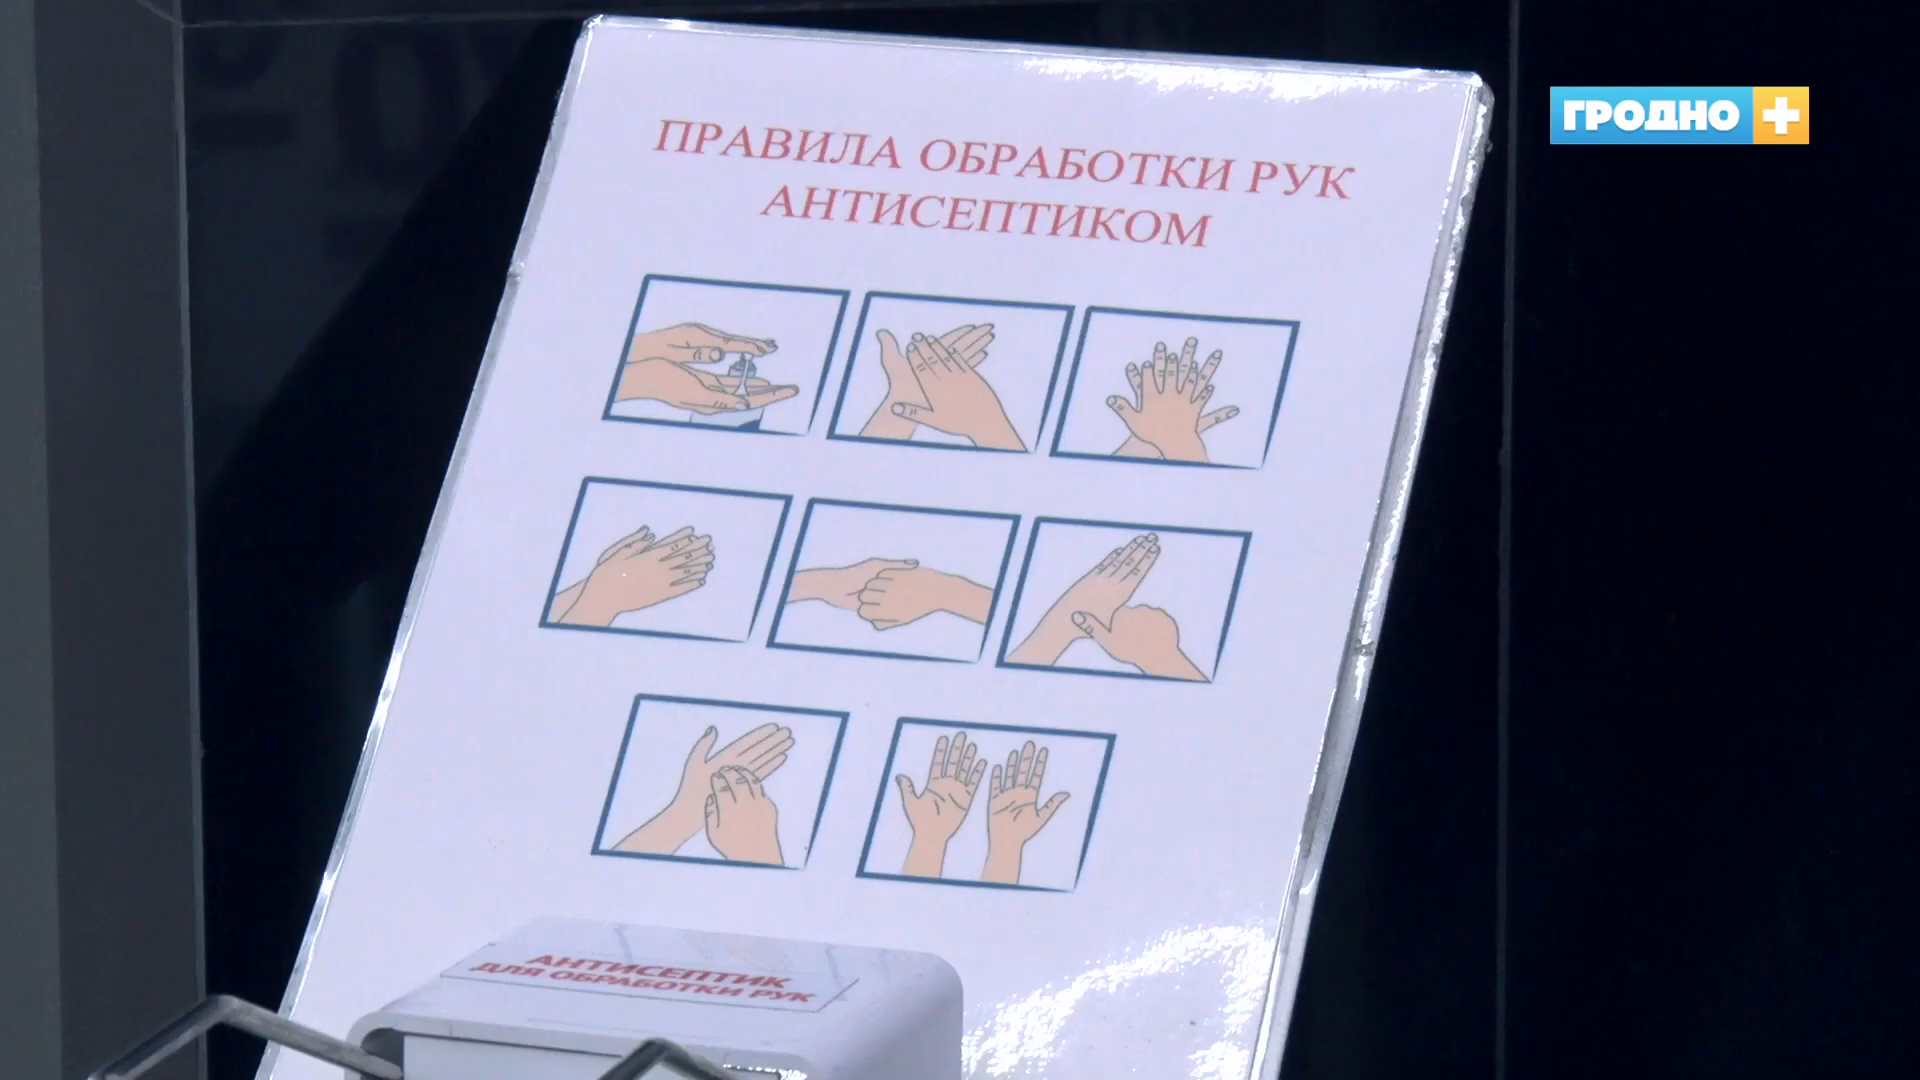 ГРОДНО +
ПРАВИЛА ОБРАБОТКИ РУК
АНТИСЕПТИКОМ
АНТИСЕПТИК
ДЛЯ ОБРАБОТКИ РУК